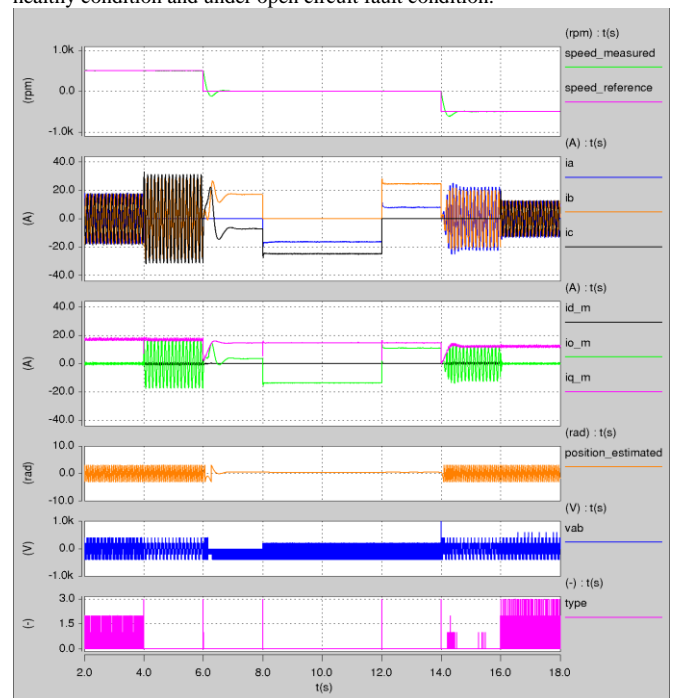 healthy condition and under open circuit fault condition.
(rpm) : t(s)
speed_measured
speed_reference
(rpm)
1.0k
0.0
-1.0k
(A) : t(s)
ia
ib
ic
(A)
40.0
20.0
0.0
-20.0
-40.0
(A) : t(s)
id_m
io_m
iq_m
(A)
40.0
20.0
0.0
-20.0
-40.0
(rad) : t(s)
position_estimated
(rad)
10.0
0.0
-10.0
(V) : t(s)
vab
(V)
1.0k
0.0
-1.0k
(-) : t(s)
type
(-)
3.0
1.5
0.0
2.0 4.0 6.0 8.0 10.0 12.0 14.0 16.0 18.0
t(s)